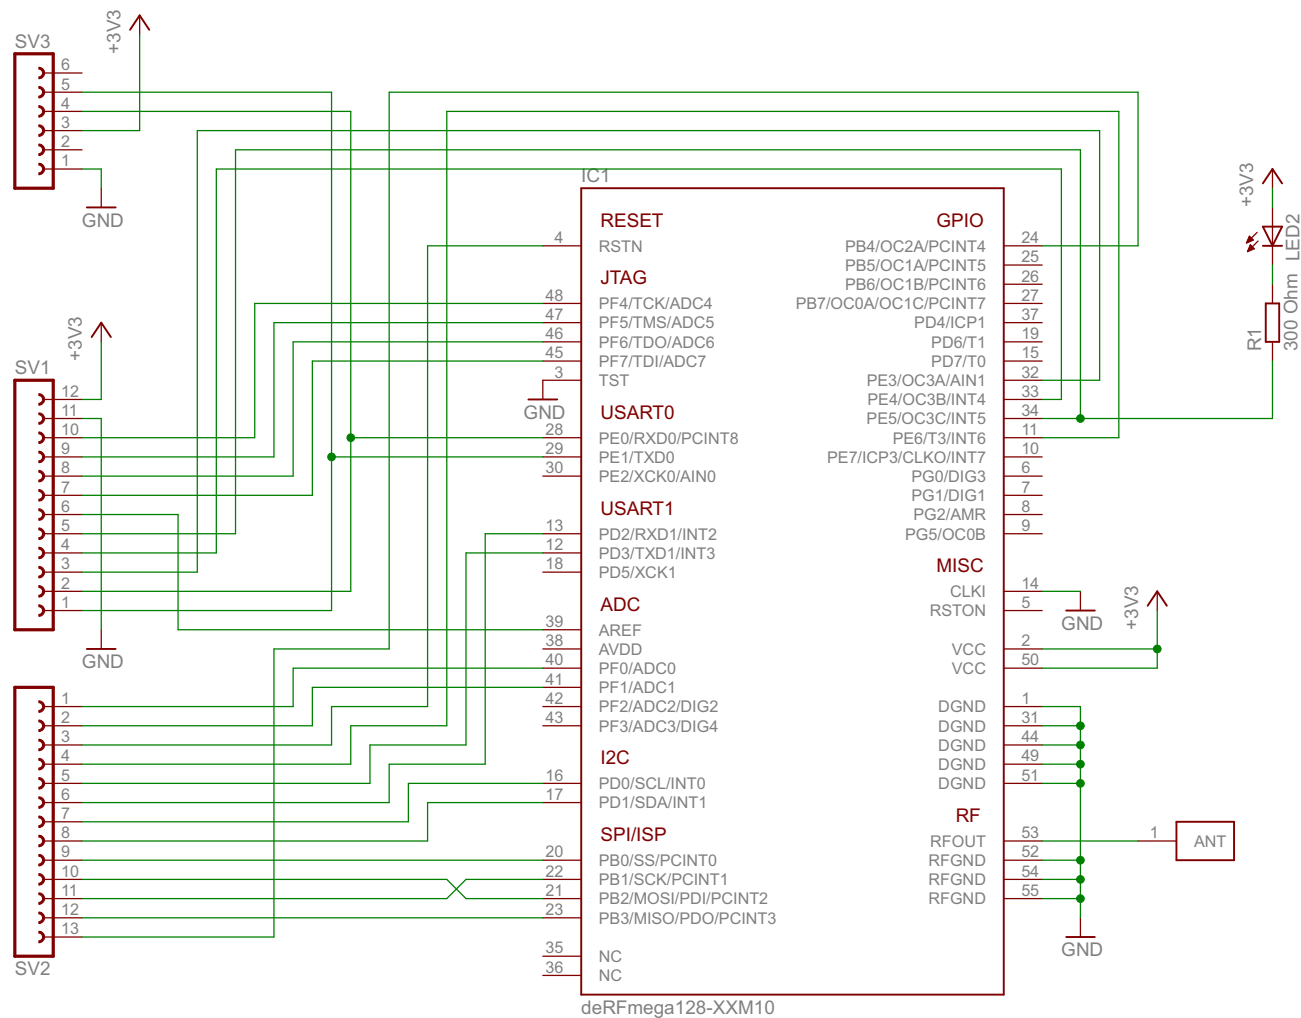 SV3
+3V3
6
5
4
3
2
1
GND
SV1
+3V3
12
11
10
9
8
7
6
5
4
3
2
1
GND
1
2
3
4
5
6
7
8
9
10
11
12
13
SV2
IC1
RESET
4 RSTN
JTAG
48 PF4/TCK/ADC4
47 PF5/TMS/ADC5
46 PF6/TDO/ADC6
45 PF7/TDI/ADC7
3 TST
GND
USART0
28 PE0/RXD0/PCINT8
29 PE1/TXD0
30 PE2/XCK0/AIN0
USART1
13 PD2/RXD1/INT2
12 PD3/TXD1/INT3
18 PD5/XCK1
ADC
39 AREF
38 AVDD
40 PF0/ADC0
41 PF1/ADC1
42 PF2/ADC2/DIG2
43 PF3/ADC3/DIG4
I2C
16 PD0/SCL/INT0
17 PD1/SDA/INT1
SPI/ISP
20 PB0/SS/PCINT0
22 PB1/SCK/PCINT1
21 PB2/MOSI/PDI/PCINT2
23 PB3/MISO/PDO/PCINT3
35 NC
36 NC
deRFmega128-XXM10
GPIO
PB4/OC2A/PCINT4 24
PB5/OC1A/PCINT5 25
PB6/OC1B/PCINT6 26
PB7/OC0A/OC1C/PCINT7 27
PD4/ICP1 37
PD6/T1 19
PD7/T0 15
PE3/OC3A/AIN1 32
PE4/OC3B/INT4 33
PE5/OC3C/INT5 34
PE6/T3/INT6 11
PE7/ICP3/CLKO/INT7 10
PG0/DIG3 6
PG1/DIG1 7
PG2/AMR 8
PG5/OC0B 9
MISC
CLKI 14
RSTON 5
GND
+3V3
VCC 2
VCC 50
DGND 1
DGND 31
DGND 44
DGND 49
DGND 51
RF
RFOUT 53
RFGND 52
RFGND 54
RFGND 55
GND
1 ANT
+3V3
LED2
R1
300 Ohm